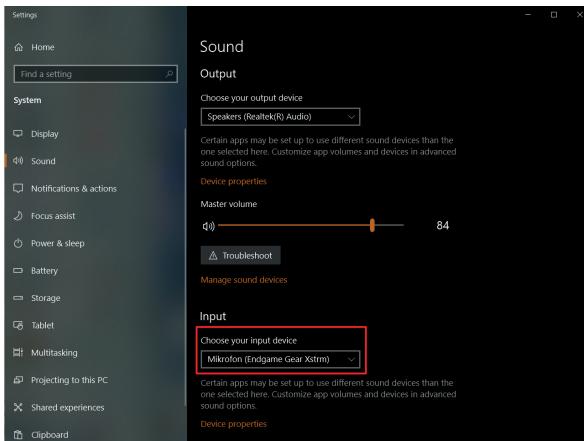 Settings
Home
Find a setting
System
Display
Sound
Notifications & actions
Focus assist
Power & sleep
Battery
Storage
Tablet
Multitasking
Projecting to this PC
Shared experiences
Clipboard
Sound
Output
Choose your output device
Speakers (Realtek(R) Audio)
Certain apps may be set up to use different sound devices than the
one selected here. Customize app volumes and devices in advanced
sound options.
Device properties
Master volume
84
Troubleshoot
Manage sound devices
Input
Choose your input device
Mikrofon (Endgame Gear Xstrm)
Certain apps may be set up to use different sound devices than the
one selected here. Customize app volumes and devices in advanced
sound options.
Device properties